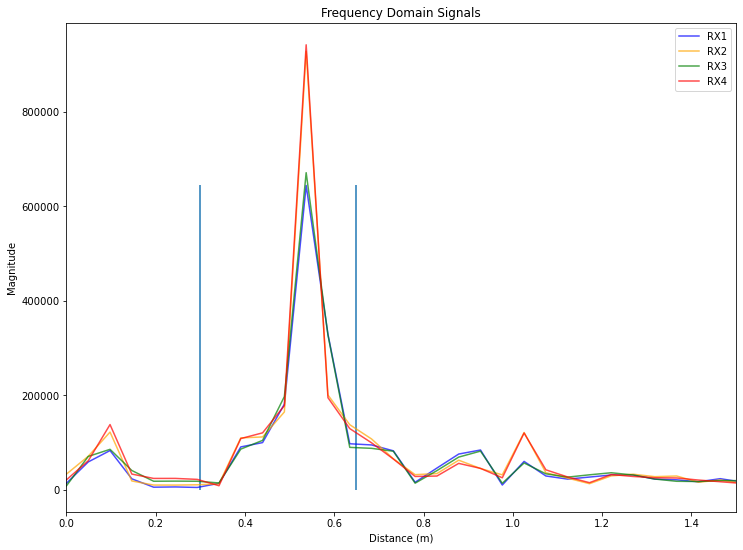 Frequency Domain Signals
RX1
RX2
RX3
RX4
Magnitude
800000
600000
400000
200000
0
0.0 0.2 0.4 0.6 0.8 1.0 1.2 1.4
Distance (m)